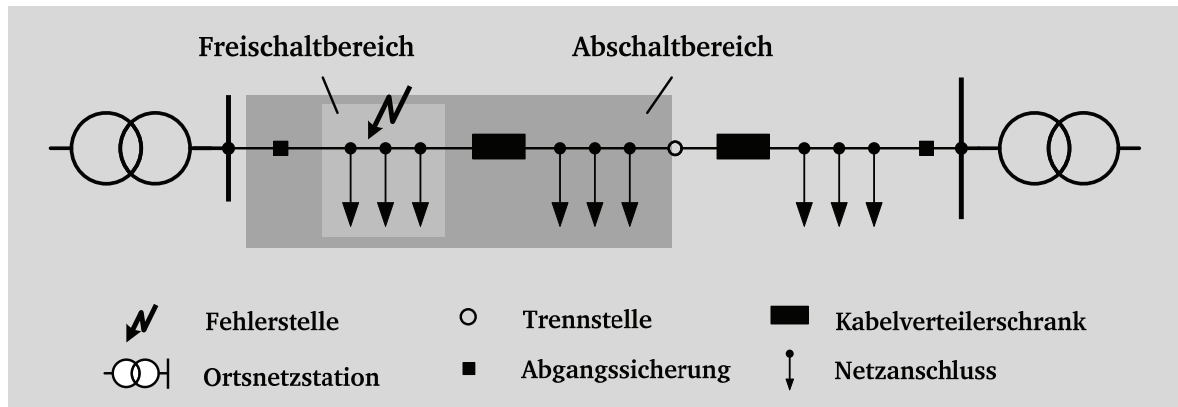 Freischaltbereich
Abschaltbereich
Fehlerstelle
Trennstelle
Kabelverteilerschrank
Ortsnetzstation
Abgangssicherung
Netzanschluss